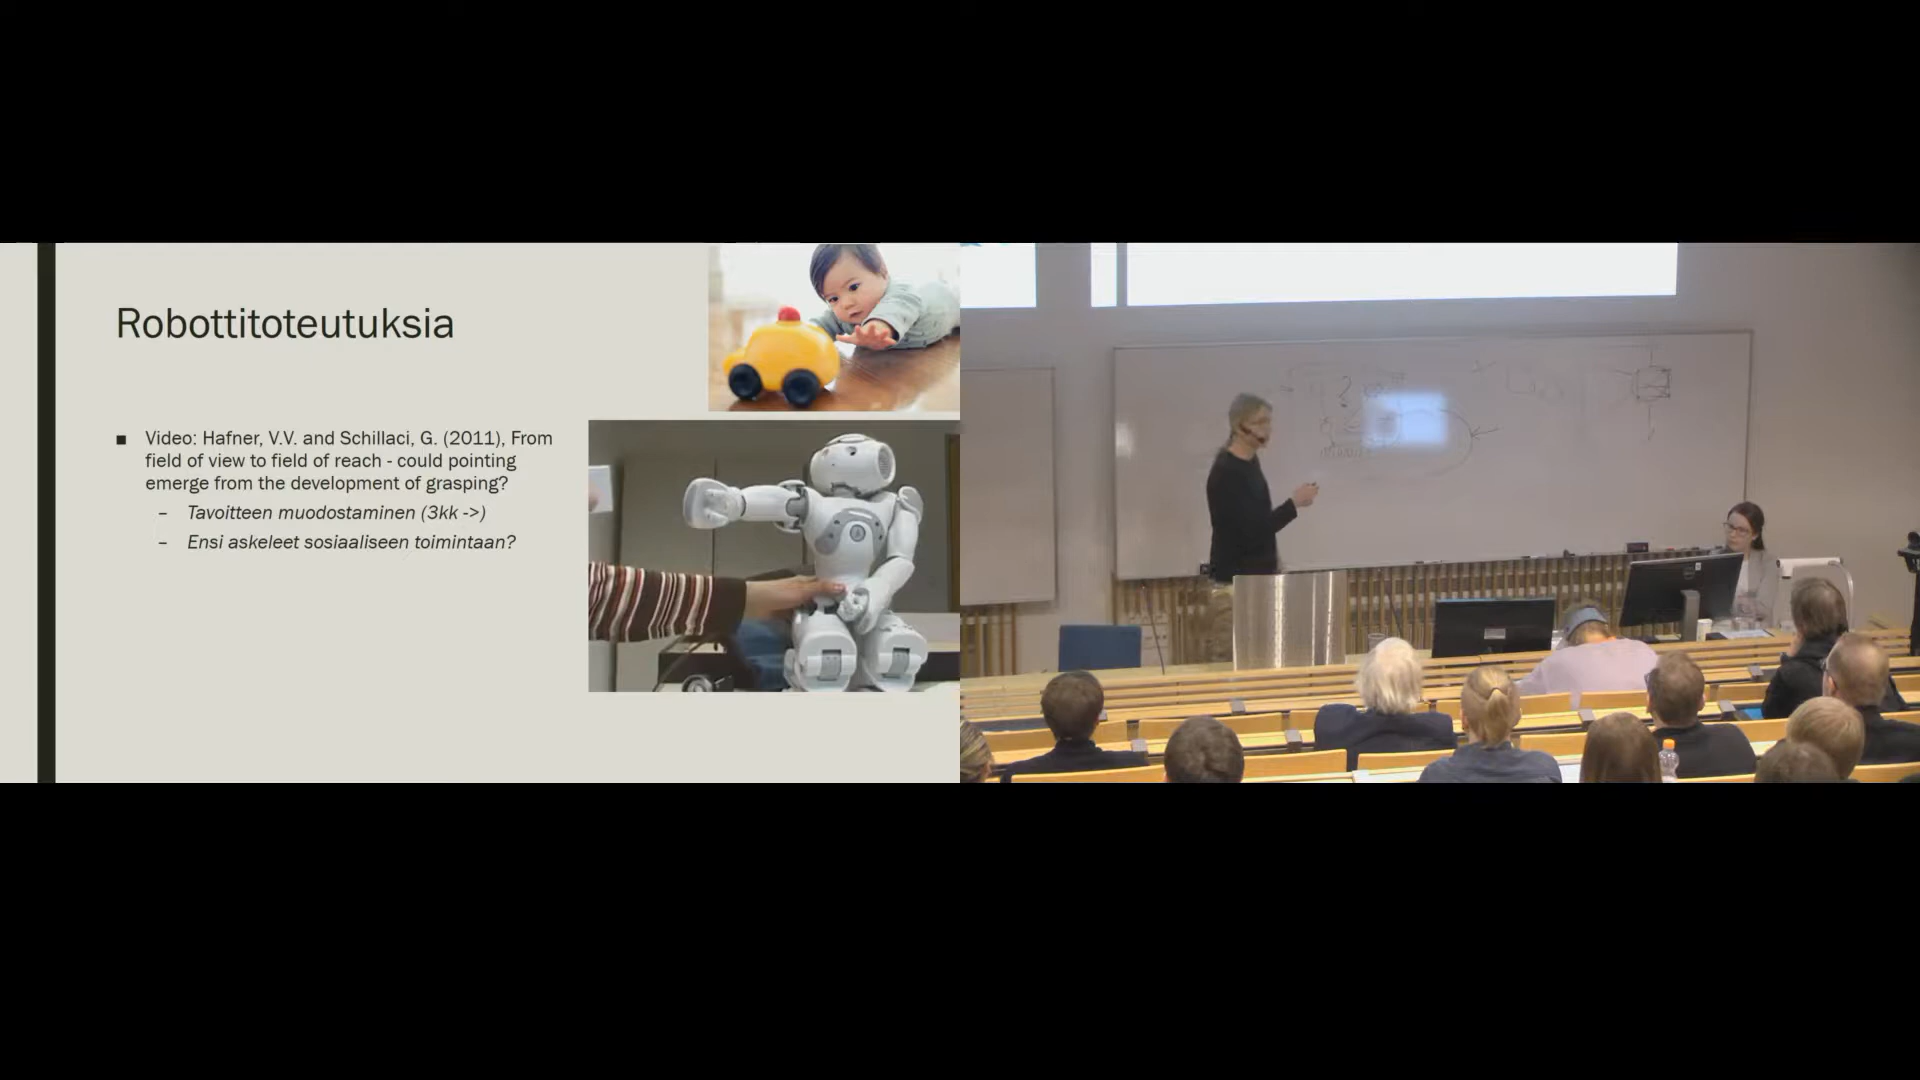 Robottitoteutuksia
■ Video: Hafner, V.V. and Schillaci, G. (2011), From
field of view to field of reach - could pointing
emerge from the development of grasping?
– Tavoitteen muodostaminen (3kk ->)
– Ensi askeleet sosiaaliseen toimintaan?
2